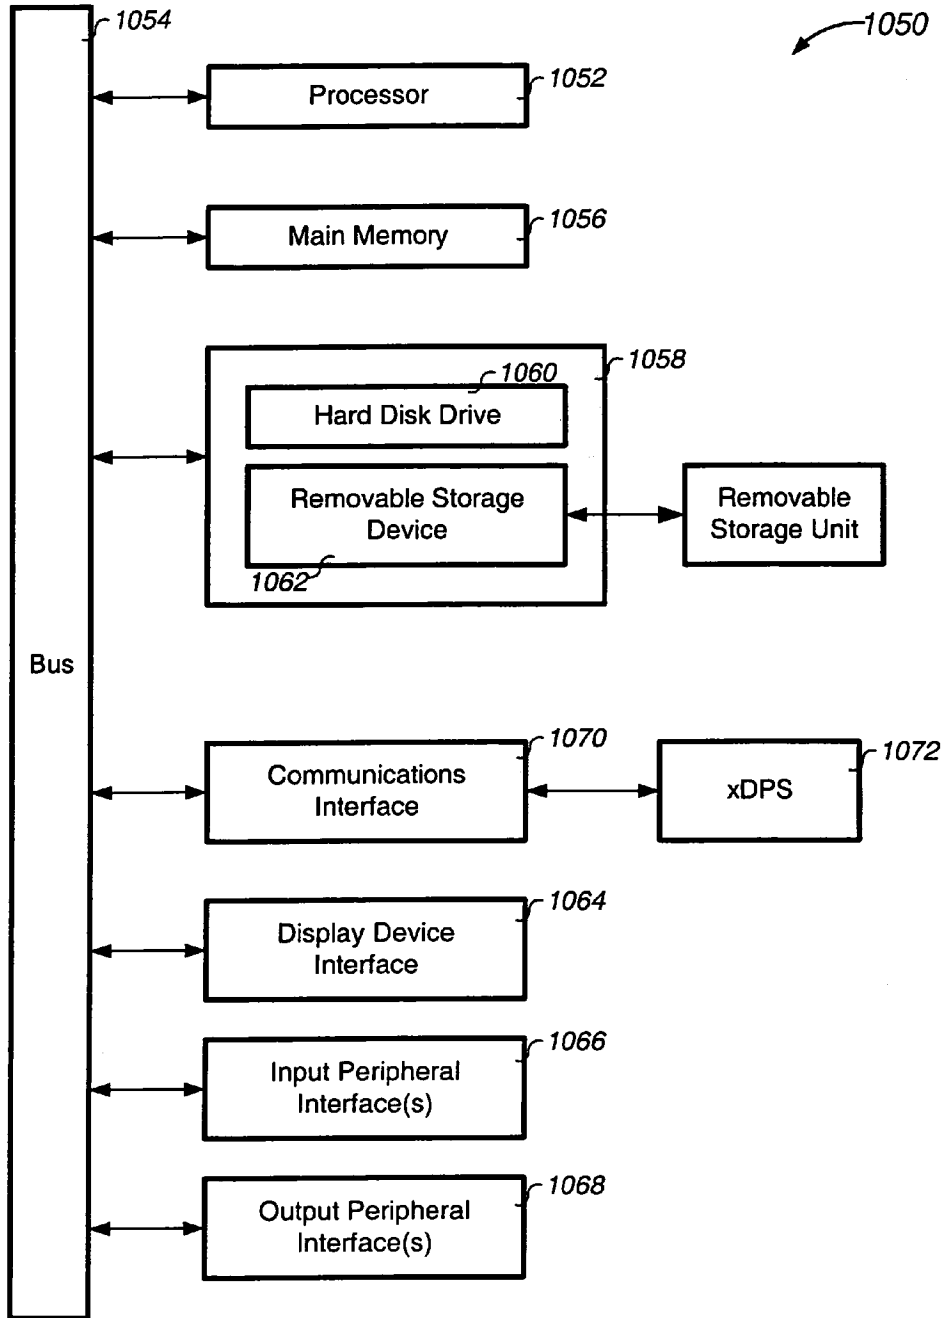 1054
1050
1052
Processor
1056
Main Memory
1058
1060
Hard Disk Drive
Removable Storage
Device
1062
Removable
Storage Unit
Bus
1070
Communications
Interface
1072
xDPS
1064
Display Device
Interface
1066
Input Peripheral
Interface(s)
1068
Output Peripheral
Interface(s)